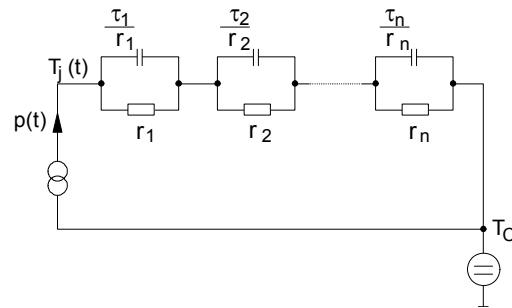 τ1 τ2 τn
r1 r2 rn
Tj (t)
p(t)
r1 r2 rn
TC